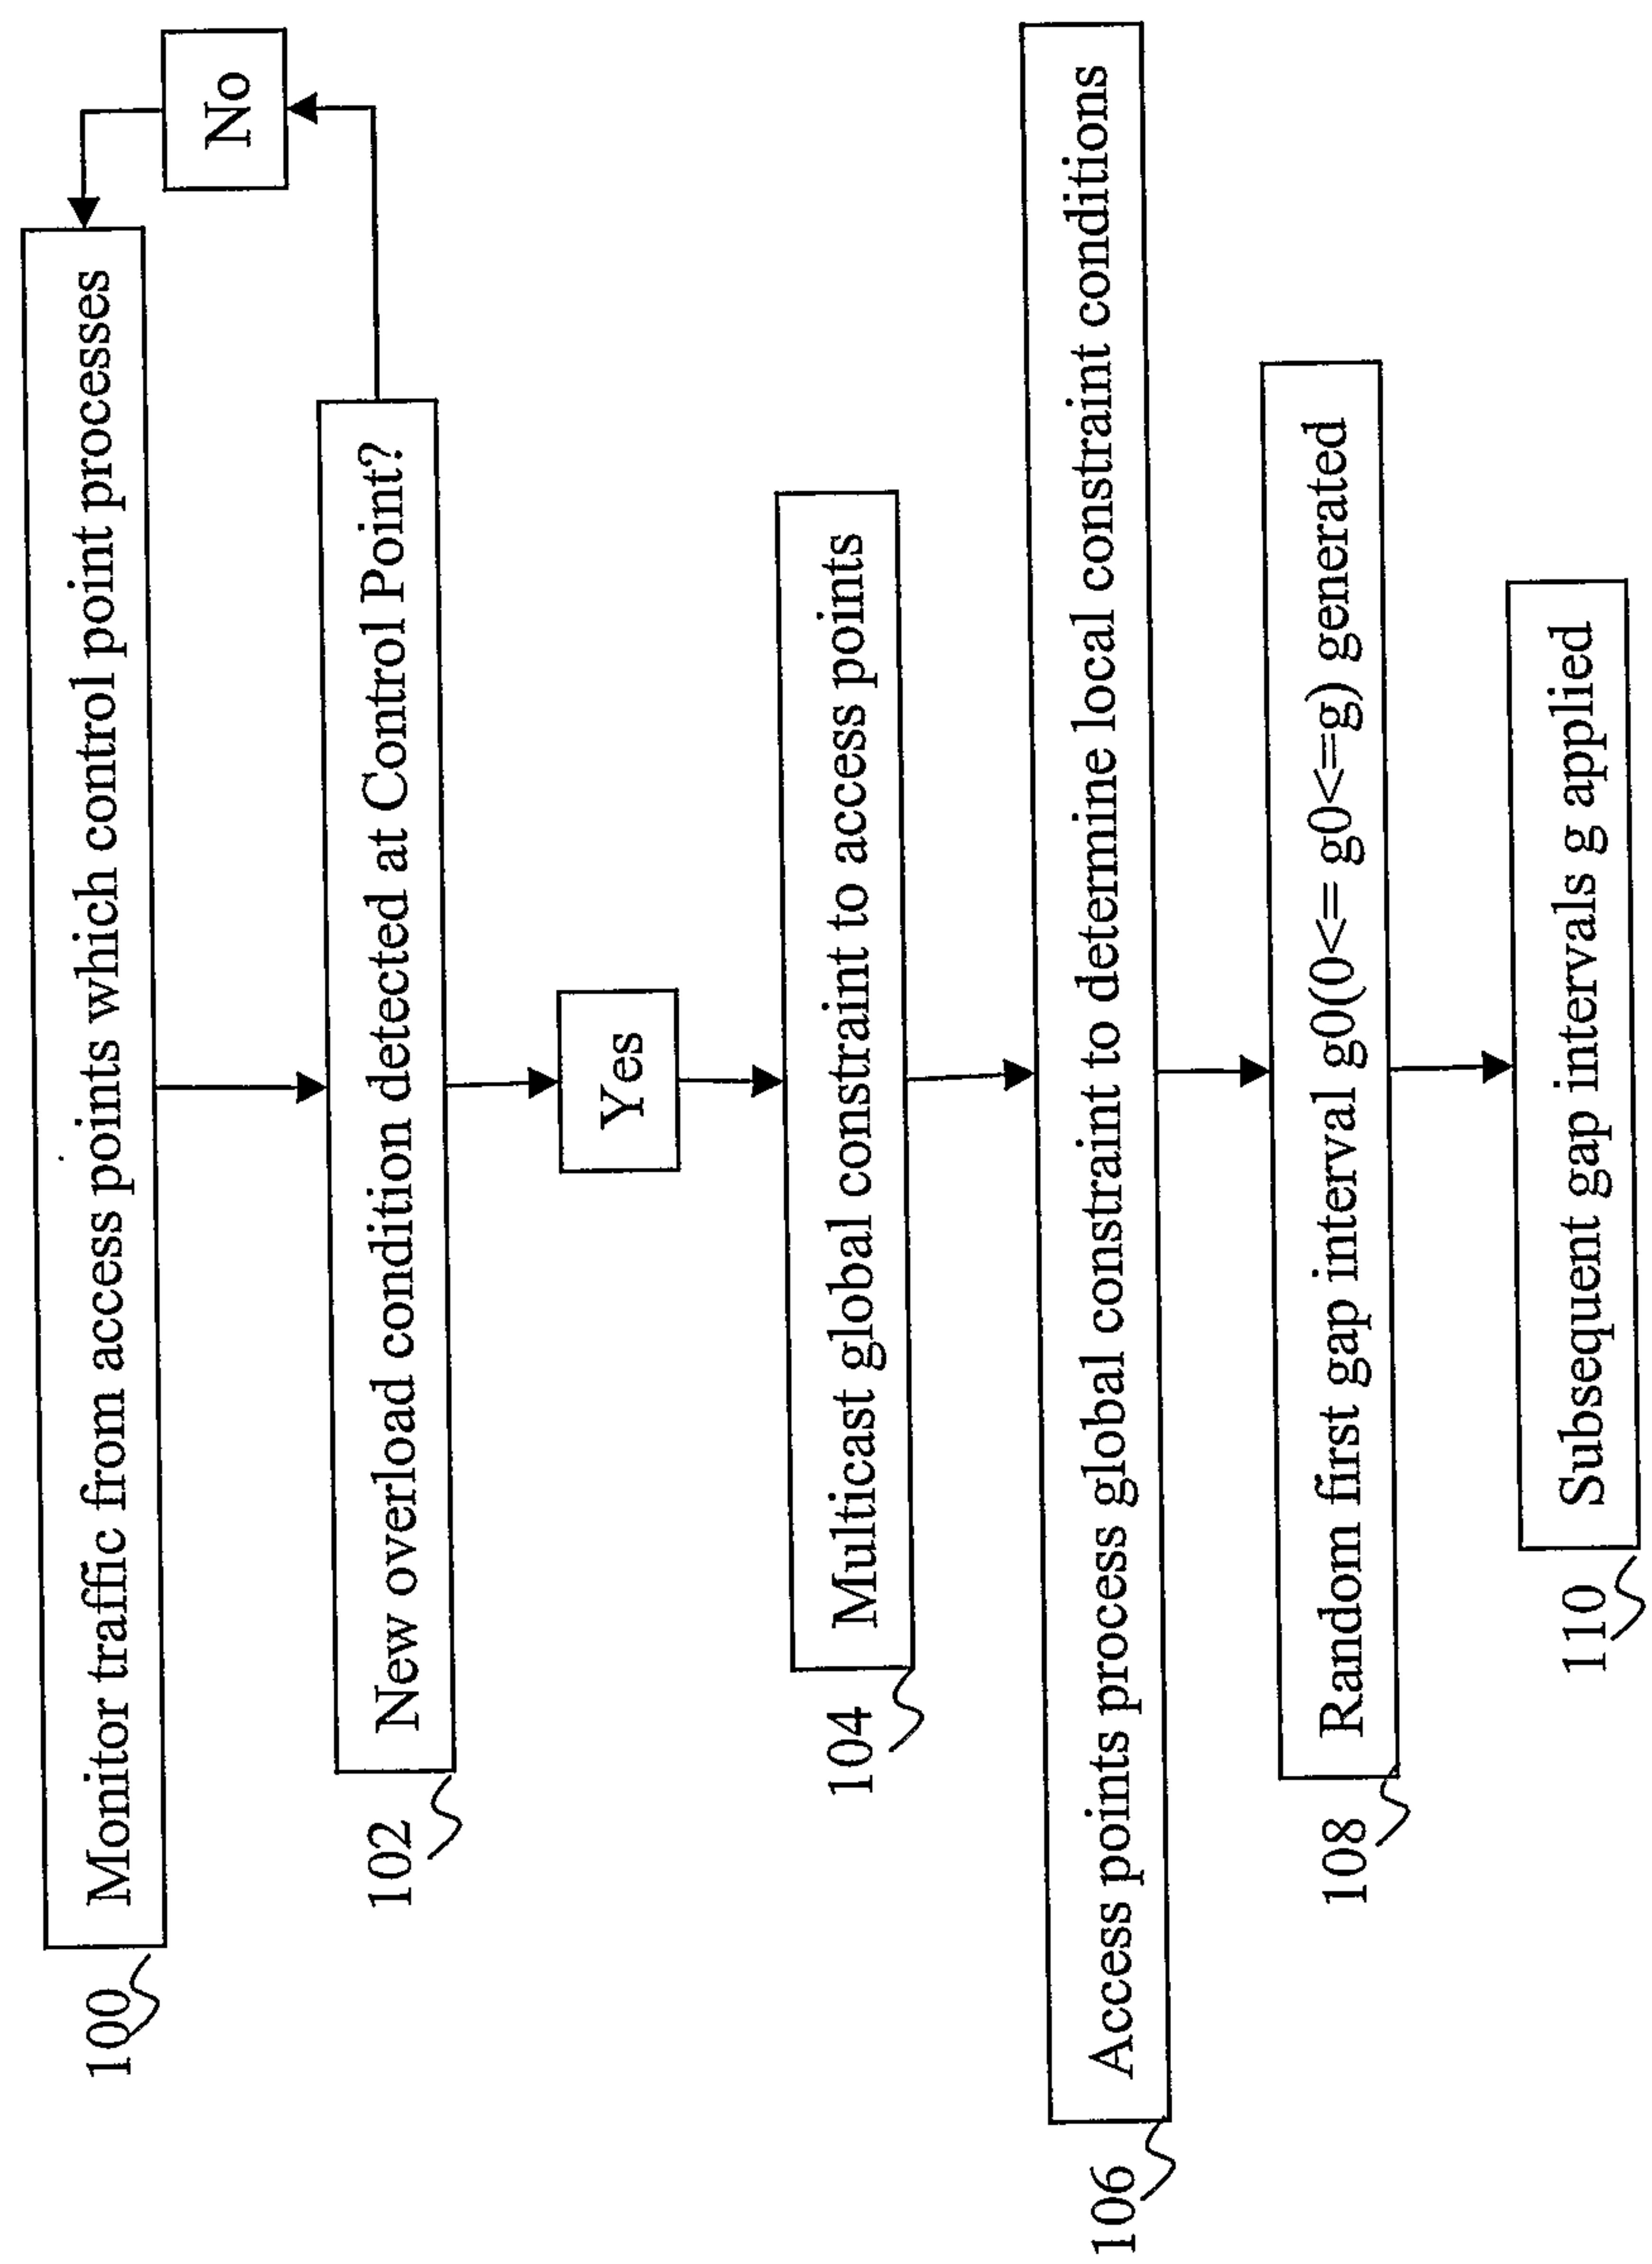 Monitor traffic from access points which control point processes
100
No
New overload condition detected at Control Point?
102
Yes
Multicast global constraint to access points
104
Access points process global constraint to determine local constraint conditions
106
Random first gap interval g0(0<= g0<=g) generated
108
Subsequent gap intervals g applied
110